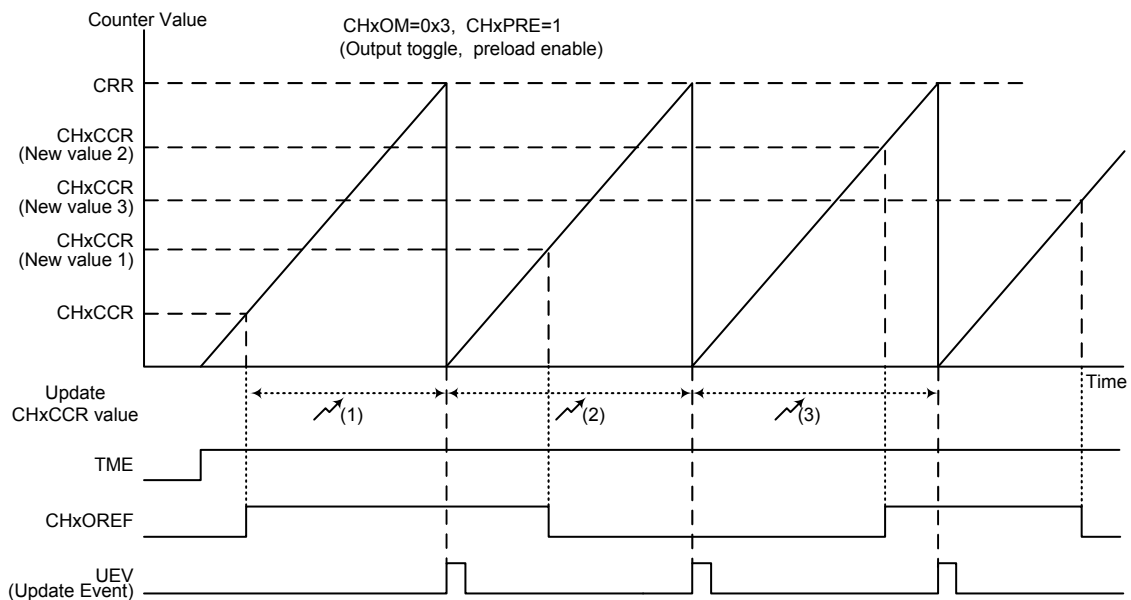 Counter Value
CHxOM=0x3, CHxPRE=1
(Output toggle, preload enable)
CRR
CHxCCR
(New value 2)
CHxCCR
(New value 3)
CHxCCR
(New value 1)
CHxCCR
Time
Update
CHxCCR value
(1)
(2)
(3)
TME
CHxOREF
UEV
(Update Event)